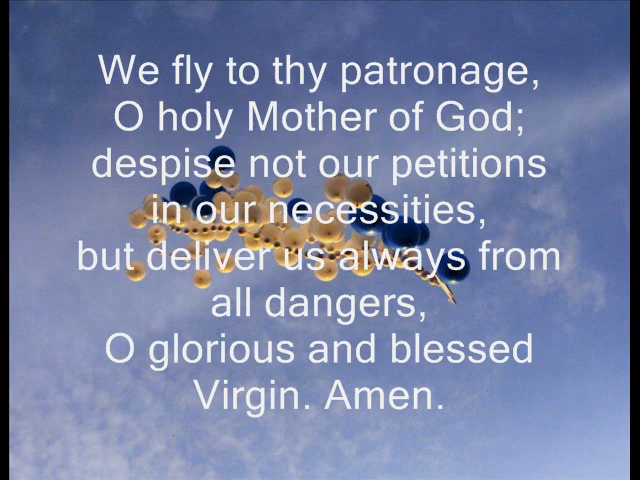 We fly to thy patronage,
O holy Mother of God;
despise not our petitions
in our necessities,
but deliver us always from
all dangers,
O glorious and blessed
Virgin. Amen.